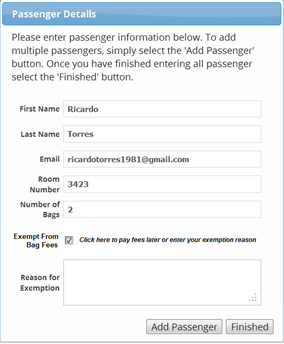 Passenger Details
Please enter passenger information below. To add
multiple passengers, simply select the 'Add Passenger'
button. Once you have finished entering all passenger
select the 'Finished' button.
First Name Ricardo
Last Name Torres
Email ricardotorres1981@gmail.com
Room
Number 3423
Number of
Bags 2
Exempt From
Bag Fees Click here to pay fees later or enter your exemption reason
Reason for
Exemption
Add Passenger Finished